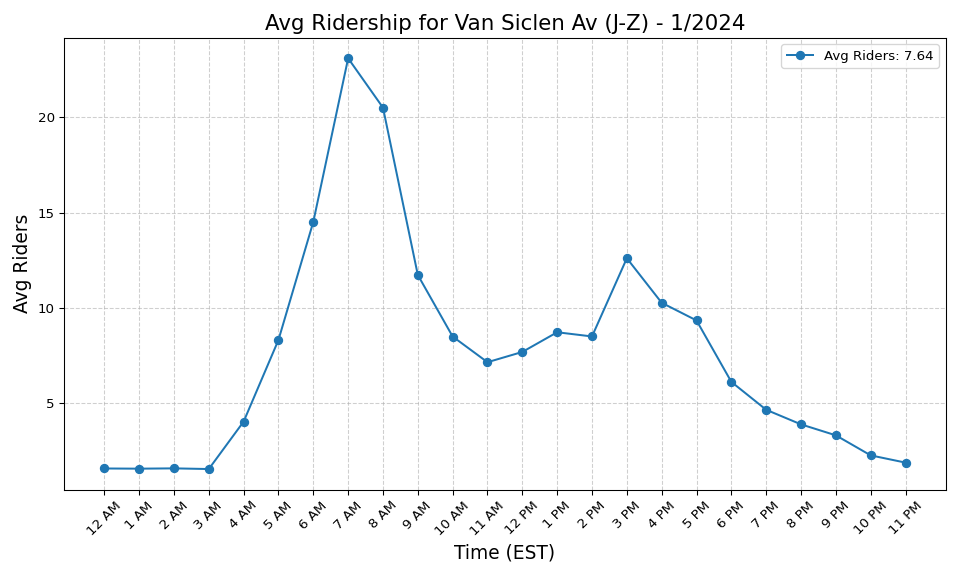 Avg Ridership for Van Siclen Av (J-Z) - 1/2024
Avg Riders: 7.64
Avg Riders
20
15
10
5
12 AM
1 AM
2 AM
3 AM
4 AM
5 AM
6 AM
7 AM
8 AM
9 AM
10 AM
11 AM
12 PM
1 PM
2 PM
3 PM
4 PM
5 PM
6 PM
7 PM
8 PM
9 PM
10 PM
11 PM
Time (EST)